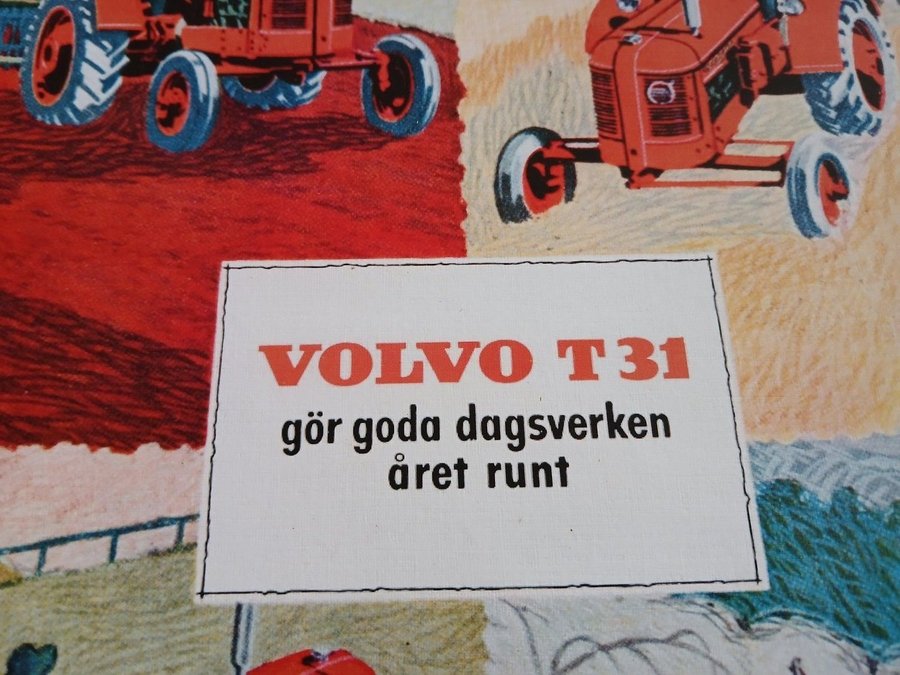 VOLVO T31
gör goda dagsverken
året runt